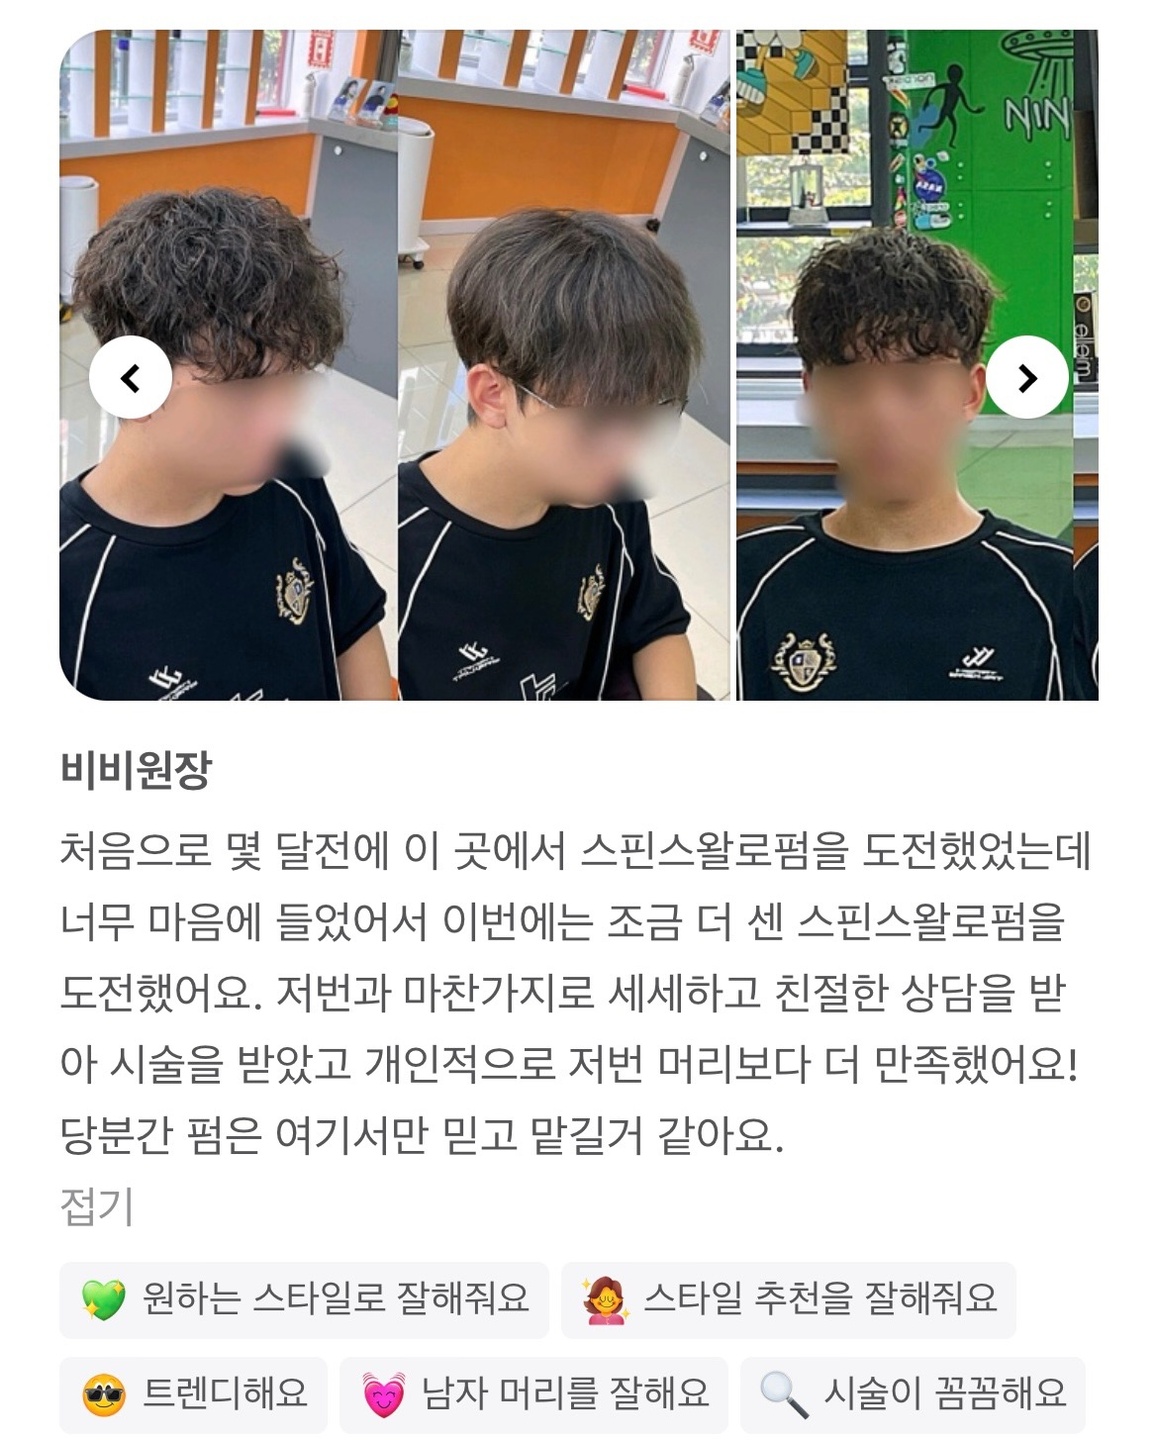 NIN
NASA
elleim
비비원장
처음으로 몇 달전에 이 곳에서 스핀스왈로펌을 도전했었는데
너무 마음에 들었어서 이번에는 조금 더 센 스핀스왈로펌을
도전했어요. 저번과 마찬가지로 세세하고 친절한 상담을 받
아 시술을 받았고 개인적으로 저번 머리보다 더 만족했어요!
당분간 펌은 여기서만 믿고 맡길거 같아요.
접기
원하는 스타일로 잘해줘요
스타일 추천을 잘해줘요
트렌디해요
남자 머리를 잘해요
시술이 꼼꼼해요